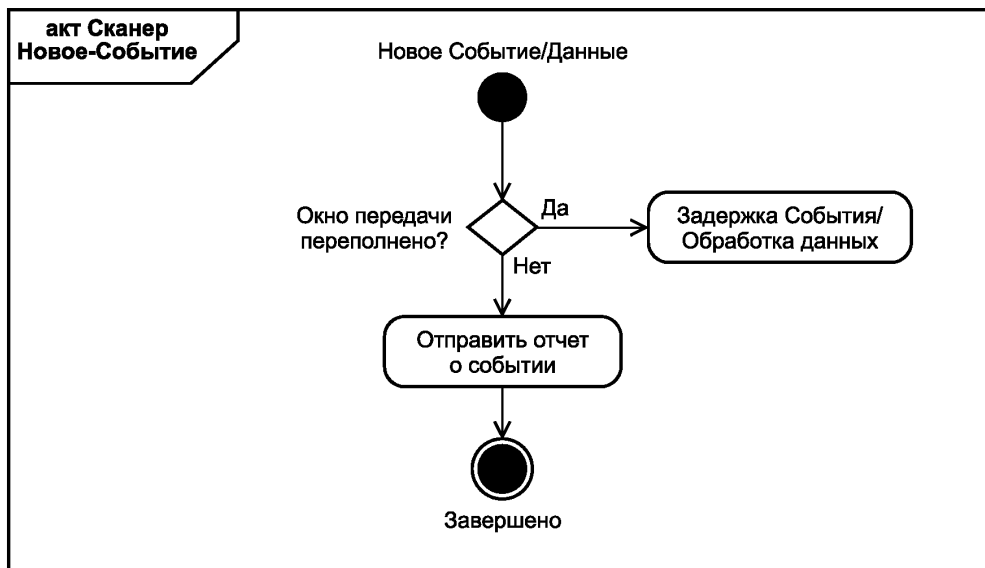 акт Сканер
Новое-Событие
Новое Событие/Данные
Окно передачи
переполнено?
Да
Задержка События/
Обработка данных
Нет
Отправить отчет
о событии
Завершено